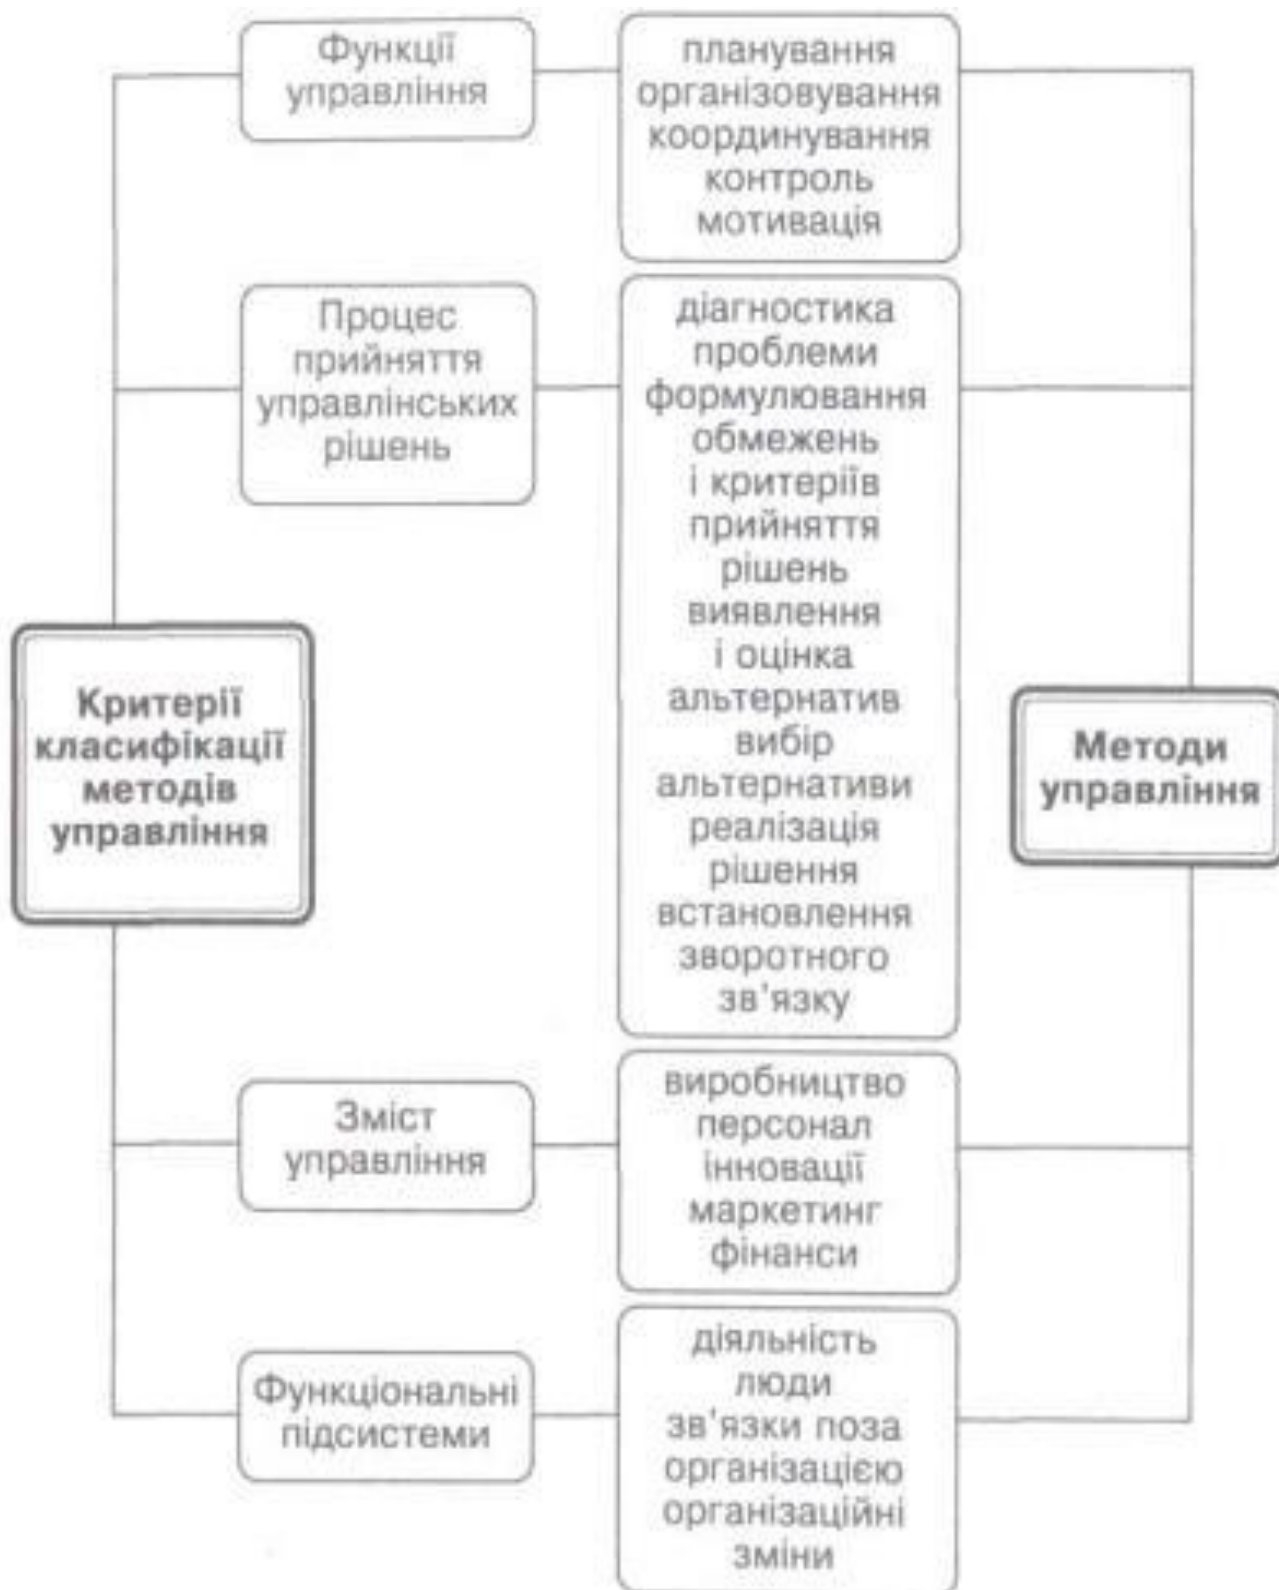 Функції
управління
планування
організовування
координування
контроль
мотивація
Процес
прийняття
управлінських
рішень
діагностика
проблеми
формулювання
обмежень
і критеріїв
прийняття
рішень
виявлення
і оцінка
альтернатив
вибір
альтернативи
реалізація
рішення
встановлення
зворотного
зв'язку
Критерії
класифікації
методів
управління
Методи
управління
Зміст
управління
виробництво
персонал
інновації
маркетинг
фінанси
Функціональні
підсистеми
діяльність
люди
зв'язки поза
організацією
організаційні
зміни